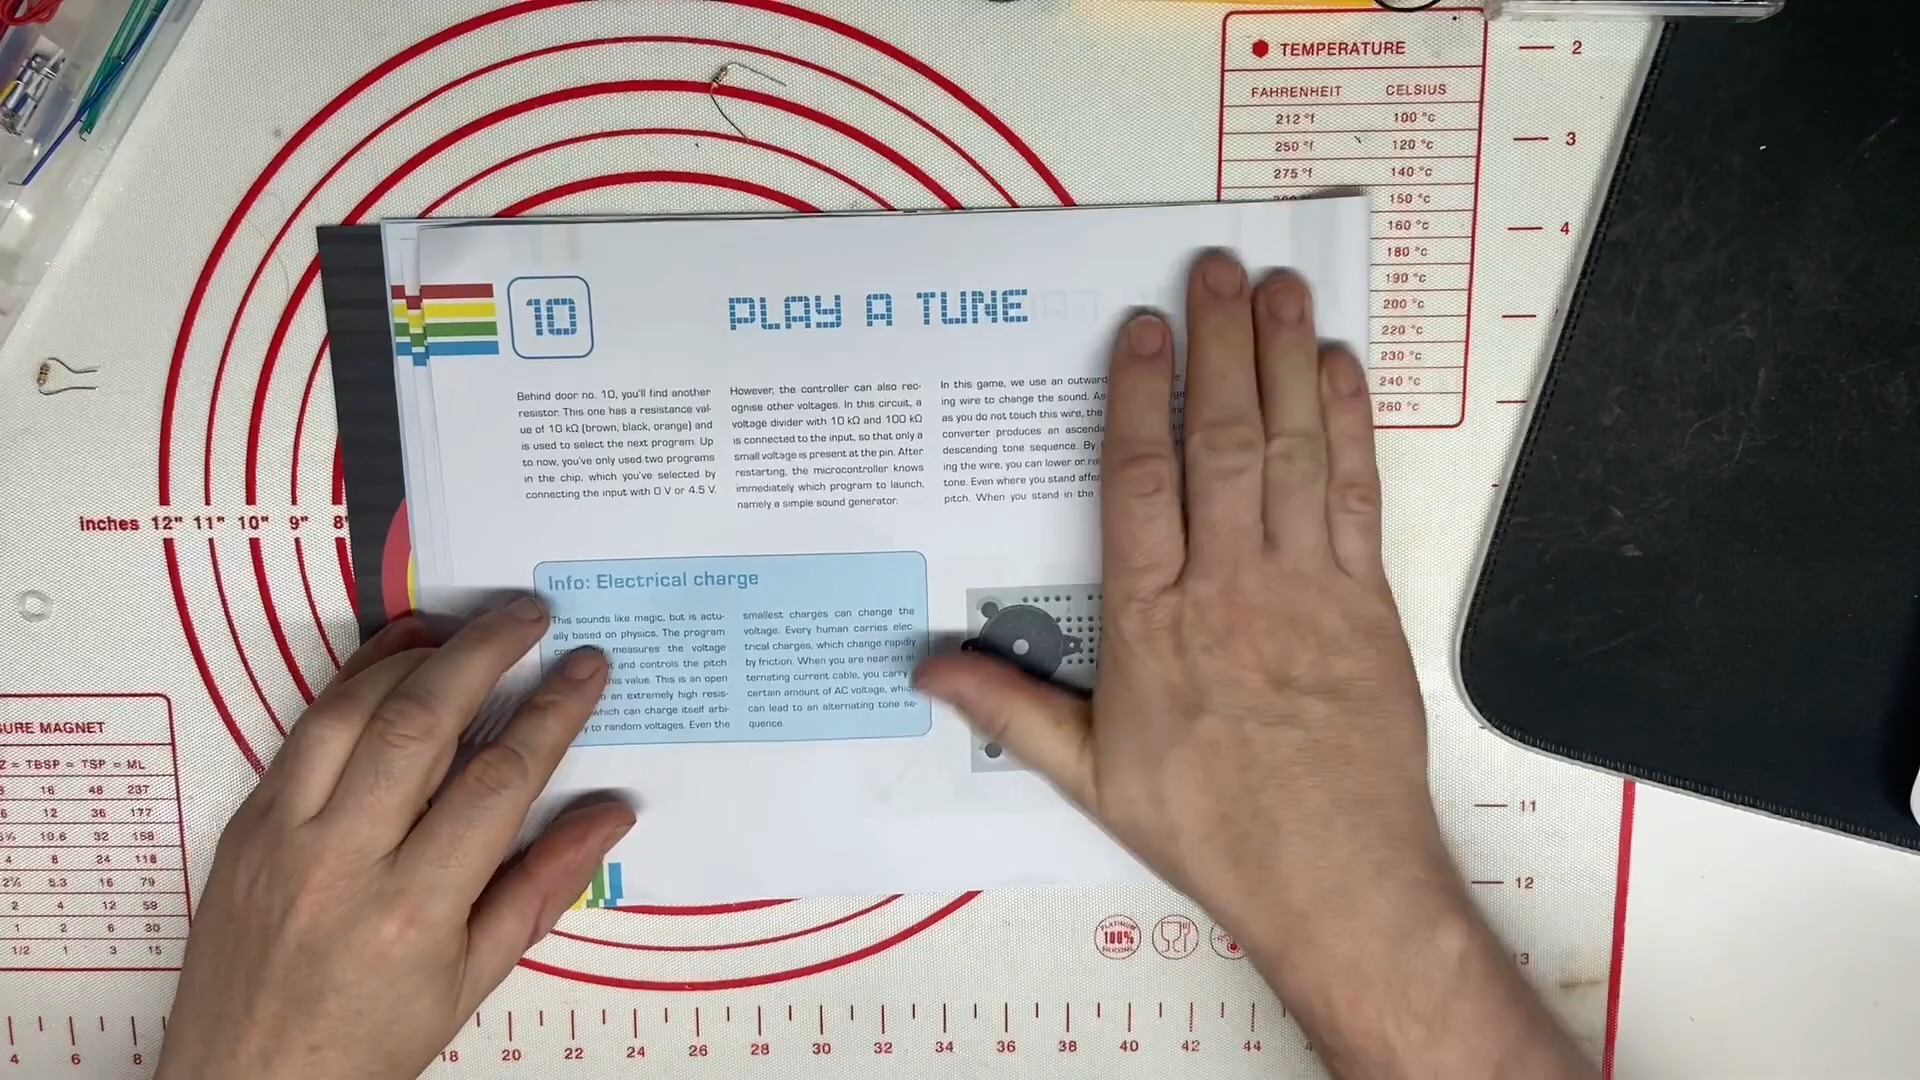 TEMPERATURE
FAHRENHEIT CELSIUS
212 °f 100 °c
250 °f 120 °c
275 °f 140 °c
150 °c
160 °c
180 °c
190 °c
200 °c
220 °c
230 °c
240 °c
260 °c
2
3
4
11
12
13
10
PLAY A TUNE
Behind door no. 10, you'll find another
resistor. This one has a resistance val-
ue of 10 kΩ (brown, black, orange) and
is used to select the next program. Up
to now, you've only used two programs
in the chip, which you've selected by
connecting the input with 0 V or 4.5 V.
However, the controller can also rec-
ognise other voltages. In this circuit, a
voltage divider with 10 kΩ and 100 kΩ
is connected to the input, so that only a
small voltage is present at the pin. After
restarting, the microcontroller knows
immediately which program to launch,
namely a simple sound generator.
In this game, we use an outward
ing wire to change the sound. As
as you do not touch this wire, the
converter produces an
descending tone sequence. By
ing the wire, you can lower or
tone. Even where you stand
pitch. When you stand in the
Info: Electrical charge
This sounds like magic, but is actu-
ally based on physics. The program
measures the voltage
and controls the pitch
this value. This is an open
an extremely high resis-
which can charge itself arbi-
to random voltages. Even the
smallest charges can change the
voltage. Every human carries elec-
trical charges, which change rapidly
by friction. When you are near an al-
ternating current cable, you carry
certain amount of AC voltage, which
can lead to an alternating tone se-
quence.
inches 12" 11" 10" 9" 8"
URE MAGNET
Z = TBSP = TSP = ML
16 48 237
6 12 36 177
10.6 32 158
4 8 24 118
5.3 16 79
2 4 12 59
1 2 6 30
1/2 1 3 15
PLATINUM
100%
SILICONE
4 6 8 18 20 22 24 26 28 30 32 34 36 38 40 42 44